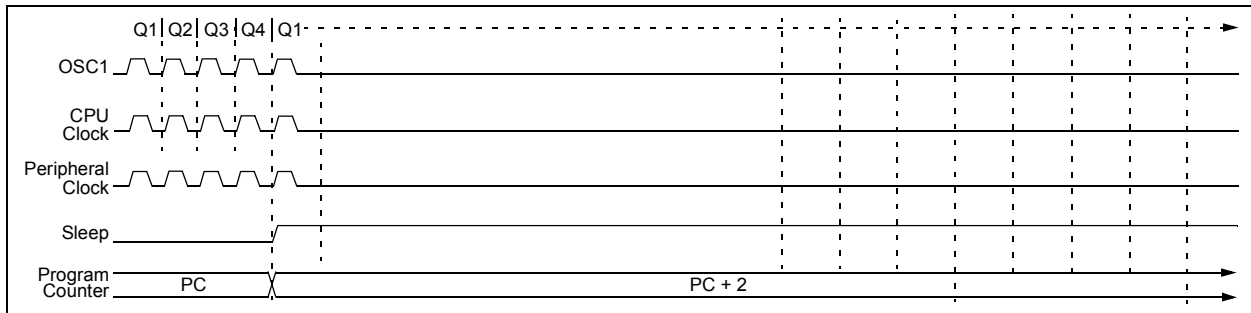 Q1 Q2 Q3 Q4 Q1
OSC1
CPU
Clock
Peripheral
Clock
Sleep
Program
Counter
PC
PC + 2